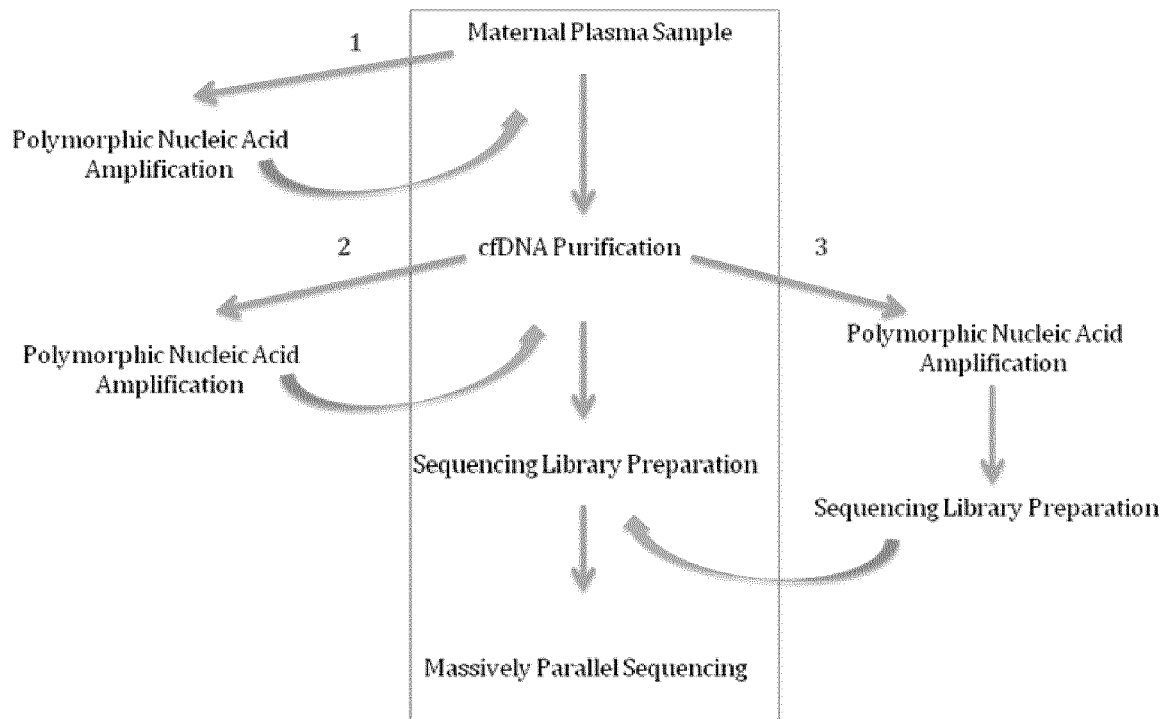 Maternal Plasma Sample
1
Polymorphic Nucleic Acid
Amplification
cfDNA Purification
2
3
Polymorphic Nucleic Acid
Amplification
Polymorphic Nucleic Acid
Amplification
Sequencing Library Preparation
Sequencing Library Preparation
Massively Parallel Sequencing